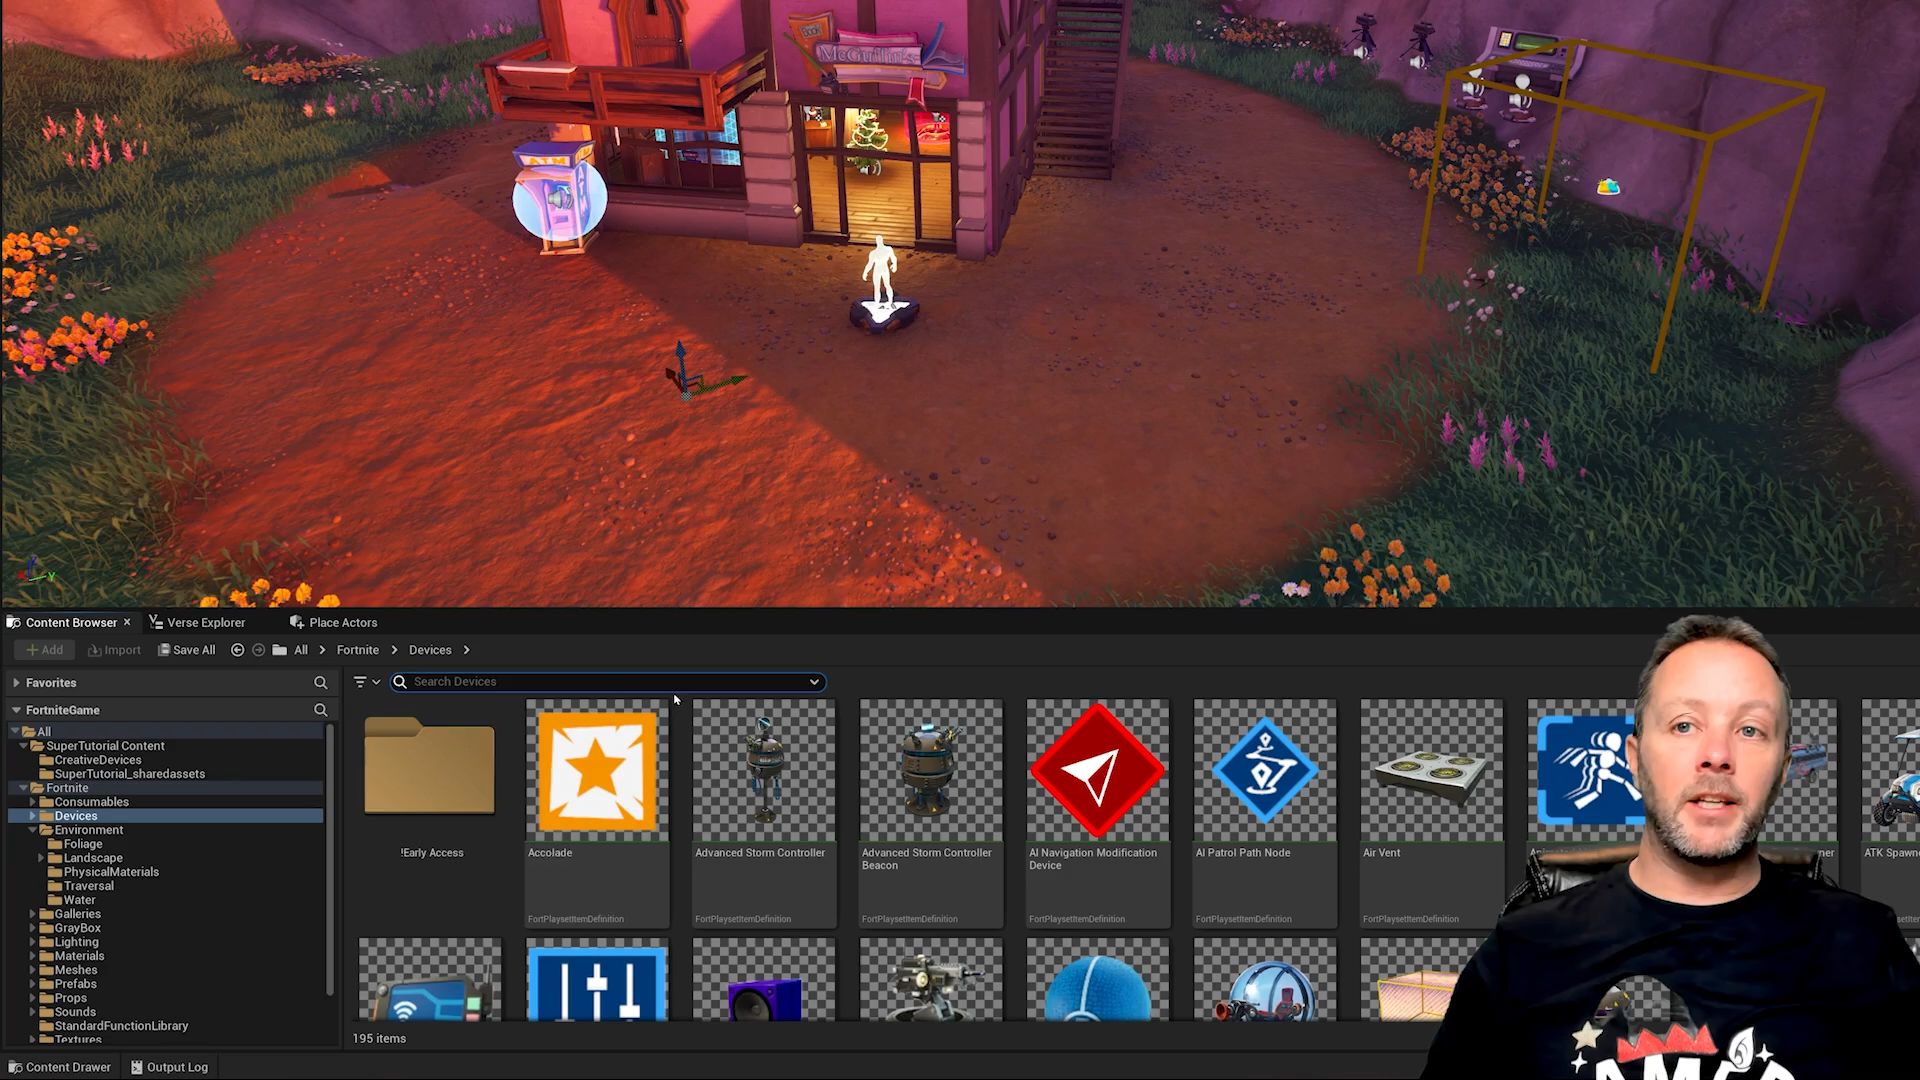 BOOK
McGuffin's
ATM
ATM
Y
Content Browser
Verse Explorer
Place Actors
Add
Import
Save All
All
Fortnite
Devices
Favorites
Search Devices
FortniteGame
All
SuperTutorial Content
CreativeDevices
SuperTutorial_sharedassets
Fortnite
Consumables
Devices
Environment
Foliage
Landscape
PhysicalMaterials
Traversal
Water
Galleries
GrayBox
Lighting
Materials
Meshes
Prefabs
Props
Sounds
StandardFunctionLibrary
Textures
!Early Access
Accolade
FortPlaysetItemDefinition
Advanced Storm Controller
FortPlaysetItemDefinition
Advanced Storm Controller
Beacon
FortPlaysetItemDefinition
AI Navigation Modification
Device
FortPlaysetItemDefinition
AI Patrol Path Node
FortPlaysetItemDefinition
Air Vent
FortPlaysetItemDefinition
ATK Spawn
195 items
Content Drawer
Output Log